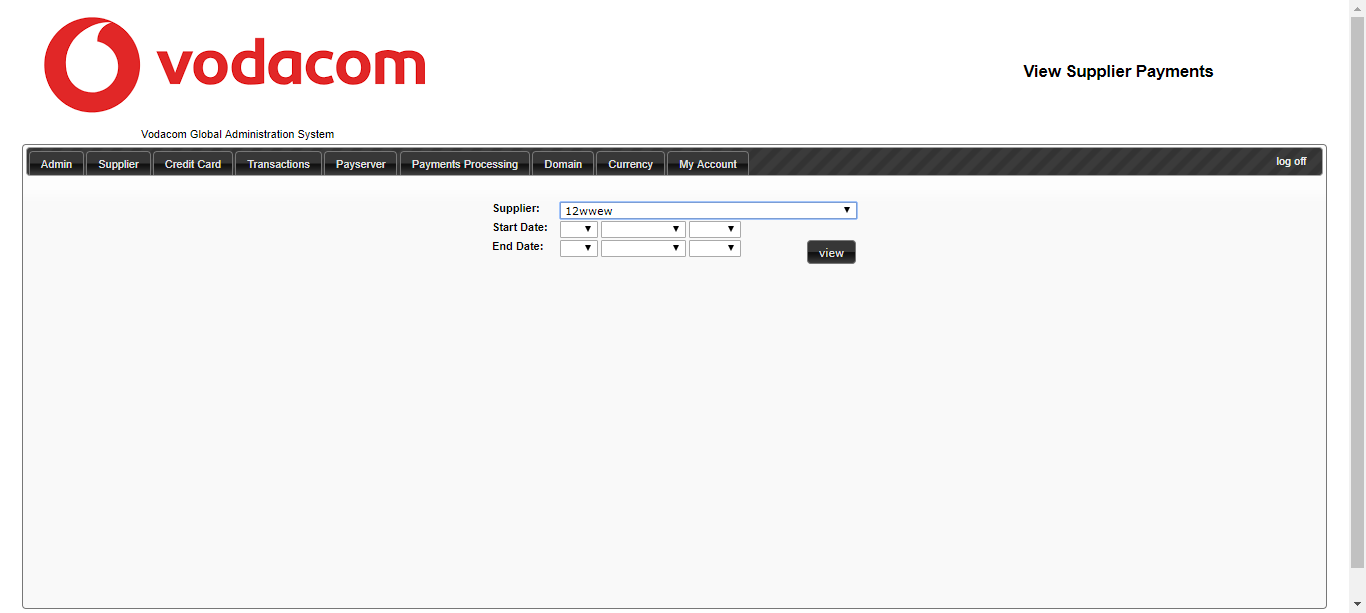 vodacom
View Supplier Payments
Vodacom Global Administration System
Admin Supplier Credit Card Transactions Payserver Payments Processing Domain Currency My Account log off
Supplier: 12wwew
Start Date:
End Date:
view